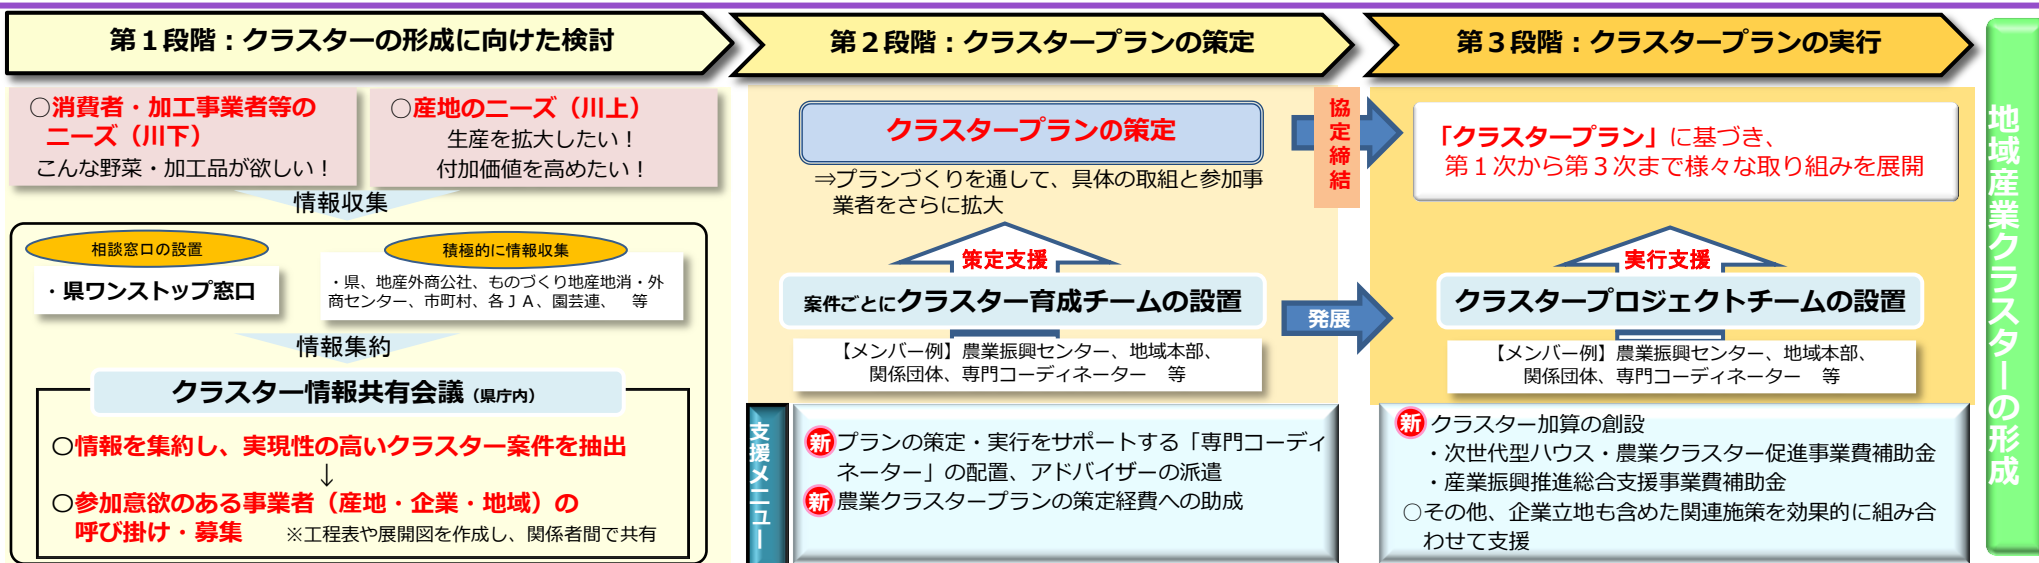 第１段階：クラスターの形成に向けた検討
○消費者・加工事業者等の
ニーズ（川下）
こんな野菜・加工品が欲しい！
○産地のニーズ（川上）
生産を拡大したい！
付加価値を高めたい！
情報収集
相談窓口の設置
・県ワンストップ窓口
積極的に情報収集
・県、地産外商公社、ものづくり地産地消・外
商センター、市町村、各ＪＡ、園芸連、　等
情報集約
クラスター情報共有会議（県庁内）
○情報を集約し、実現性の高いクラスター案件を抽出
↓
○参加意欲のある事業者（産地・企業・地域）の
呼び掛け・募集　※工程表や展開図を作成し、関係者間で共有
第２段階：クラスタープランの策定
クラスタープランの策定
⇒プランづくりを通して、具体の取組と参加事
業者をさらに拡大
策定支援
案件ごとにクラスター育成チームの設置
【メンバー例】農業振興センター、地域本部、
関係団体、専門コーディネーター　等
支援メニュー
新 プランの策定・実行をサポートする「専門コーディ
ネーター」の配置、アドバイザーの派遣
新 農業クラスタープランの策定経費への助成
協定締結
発展
第３段階：クラスタープランの実行
「クラスタープラン」に基づき、
第１次から第３次まで様々な取り組みを展開
実行支援
クラスタープロジェクトチームの設置
【メンバー例】農業振興センター、地域本部、
関係団体、専門コーディネーター　等
新 クラスター加算の創設
・次世代型ハウス・農業クラスター促進事業費補助金
・産業振興推進総合支援事業費補助金
○その他、企業立地も含めた関連施策を効果的に組み合
わせて支援
地域産業クラスターの形成